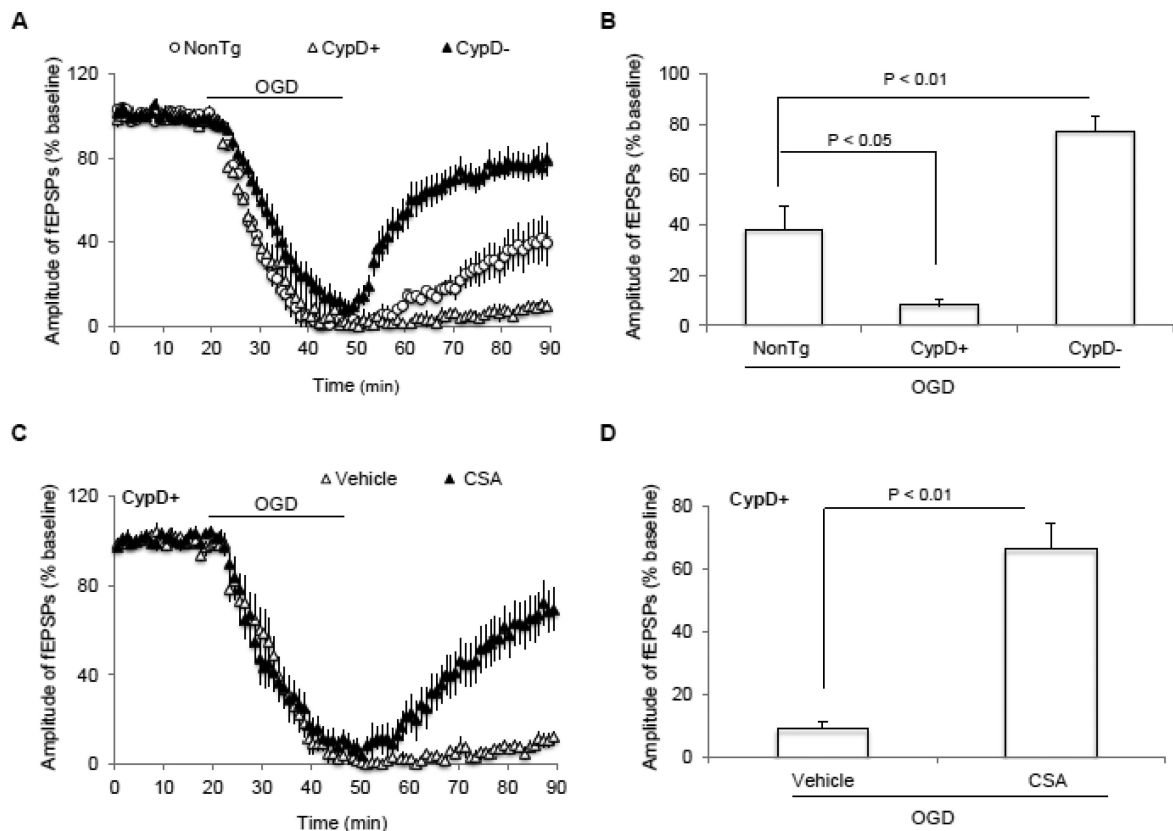 A
NonTg CypD+ CypD-
OGD
120
80
40
0
0 10 20 30 40 50 60 70 80 90
Time (min)
Amplitude of fEPSPs (% baseline)
B
P < 0.01
P < 0.05
100
80
60
40
20
0
Amplitude of fEPSPs (% baseline)
NonTg CypD+ CypD-
OGD
C
Vehicle CSA
CypD+ OGD
120
80
40
0
0 10 20 30 40 50 60 70 80 90
Time (min)
Amplitude of fEPSPs (% baseline)
D
CypD+ P < 0.01
80
60
40
20
0
Amplitude of fEPSPs (% baseline)
Vehicle CSA
OGD